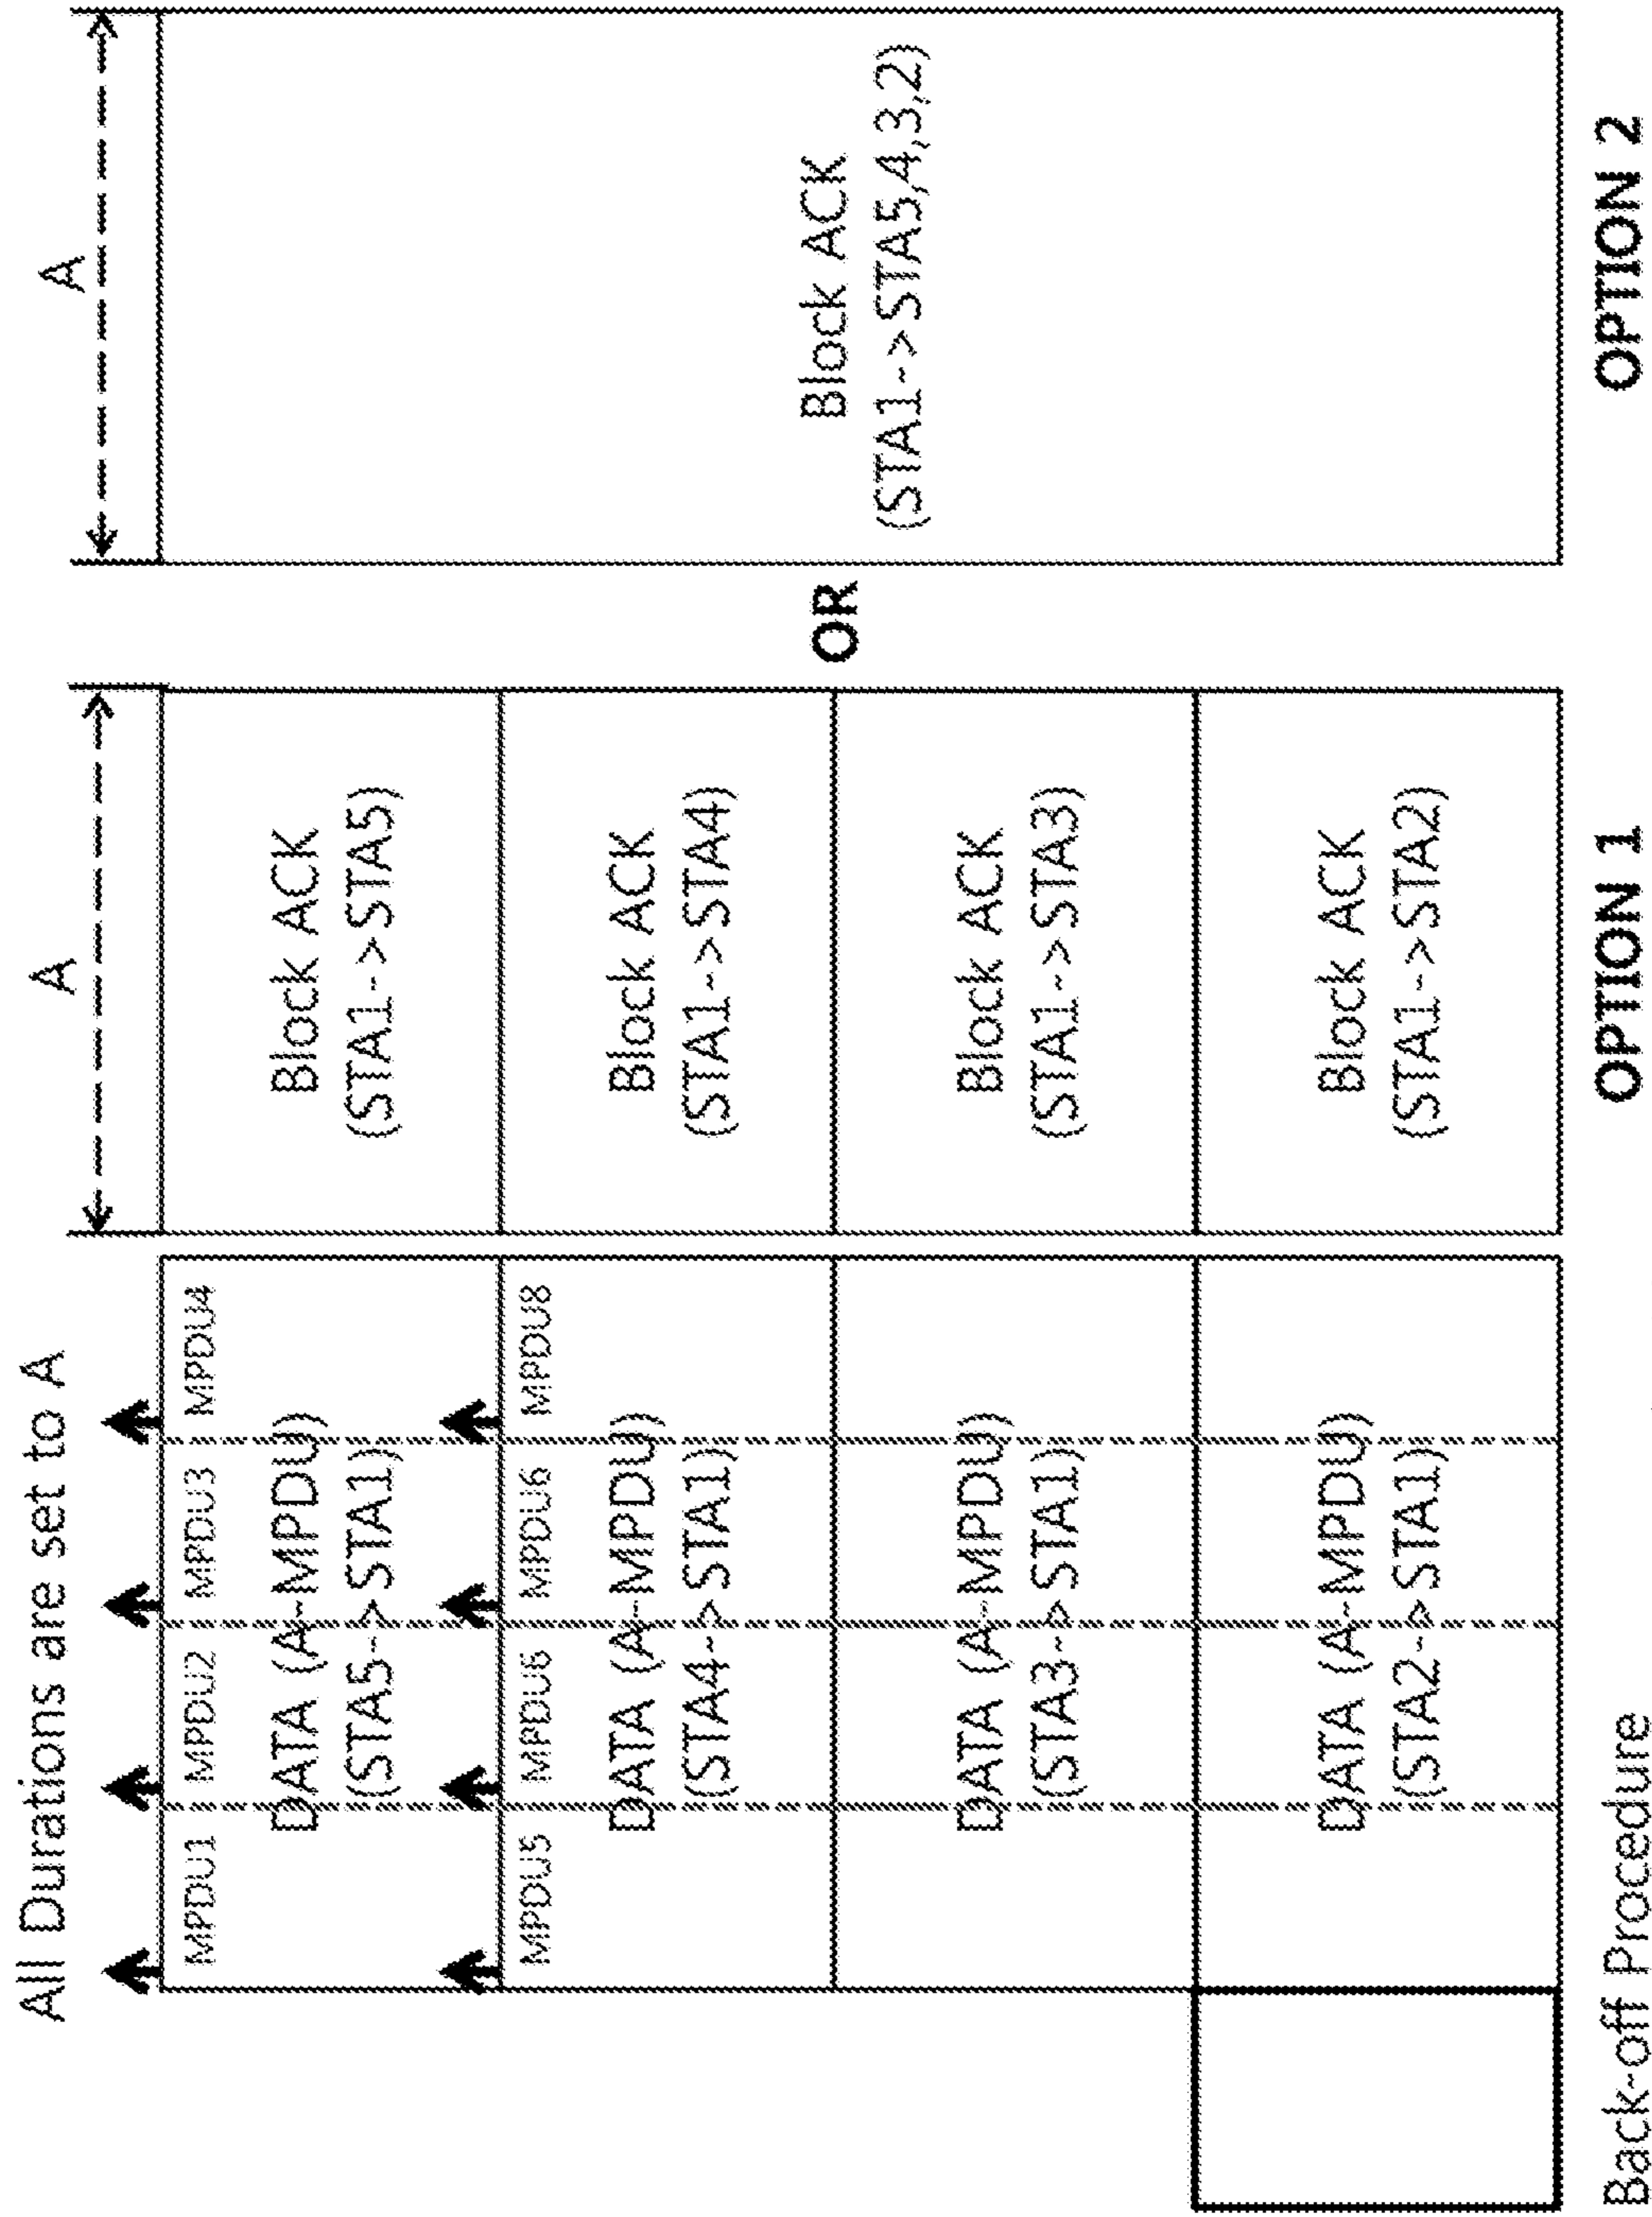 All Durations are set to A
A
A
MPDU1
MPDU2
MPDU3
MPDU4
DATA (A-MPDU)
(STA5->STA1)
Block ACK
(STA1->STA5)
MPDU5
MPDU6
MPDU6
MPDU8
DATA (A-MPDU)
(STA4->STA1)
Block ACK
(STA1->STA4)
OR
Block ACK
(STA1->STA5,4,3,2)
DATA (A-MPDU)
(STA3->STA1)
Block ACK
(STA1->STA3)
DATA (A-MPDU)
(STA2->STA1)
Block ACK
(STA1->STA2)
Back-off Procedure
OPTION 1
OPTION 2